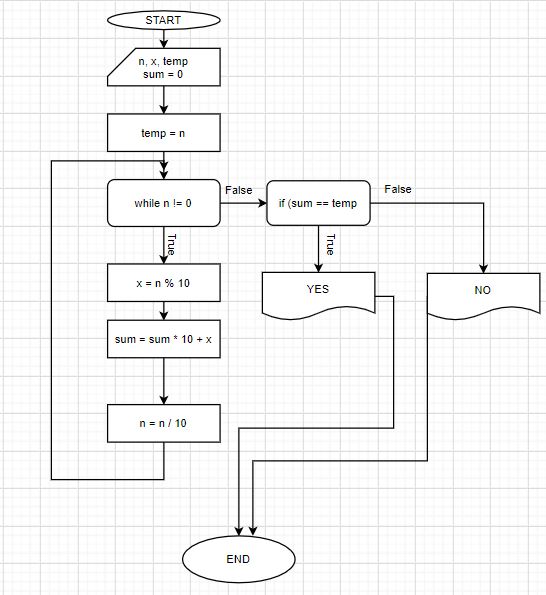 START
n, x, temp
sum = 0
temp = n
while n != 0
False
if (sum == temp
False
True
True
x = n % 10
YES
NO
sum = sum * 10 + x
n = n / 10
END